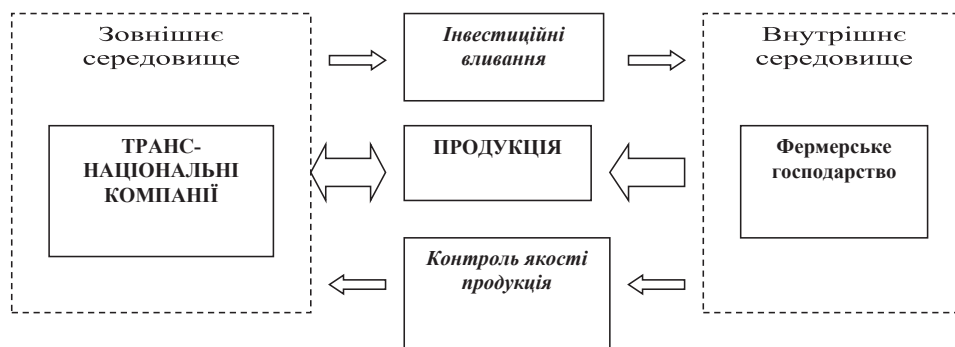 Зовнішнє
середовище
ТРАНС-
НАЦІОНАЛЬНІ
КОМПАНІЇ
Інвестиційні
вливання
ПРОДУКЦІЯ
Контроль якості
продукція
Внутрішнє
середовище
Фермерське
господарство